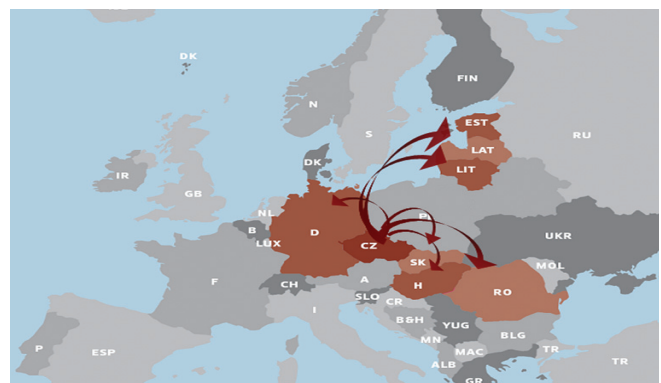 DK
FIN
N
EST
S
RU
LAT
DK
IR
LIT
GB
NL
B
D
UKR
LUX
CZ
SK
MOL
F
A
CH
H
RO
SLO
CR
I
B&H
YUG
BLG
P
ESP
MN
MAC
TR
ALB
TR
GR